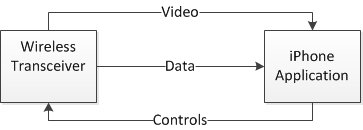 Video
Wireless
Transceiver
Data
iPhone
Application
Controls